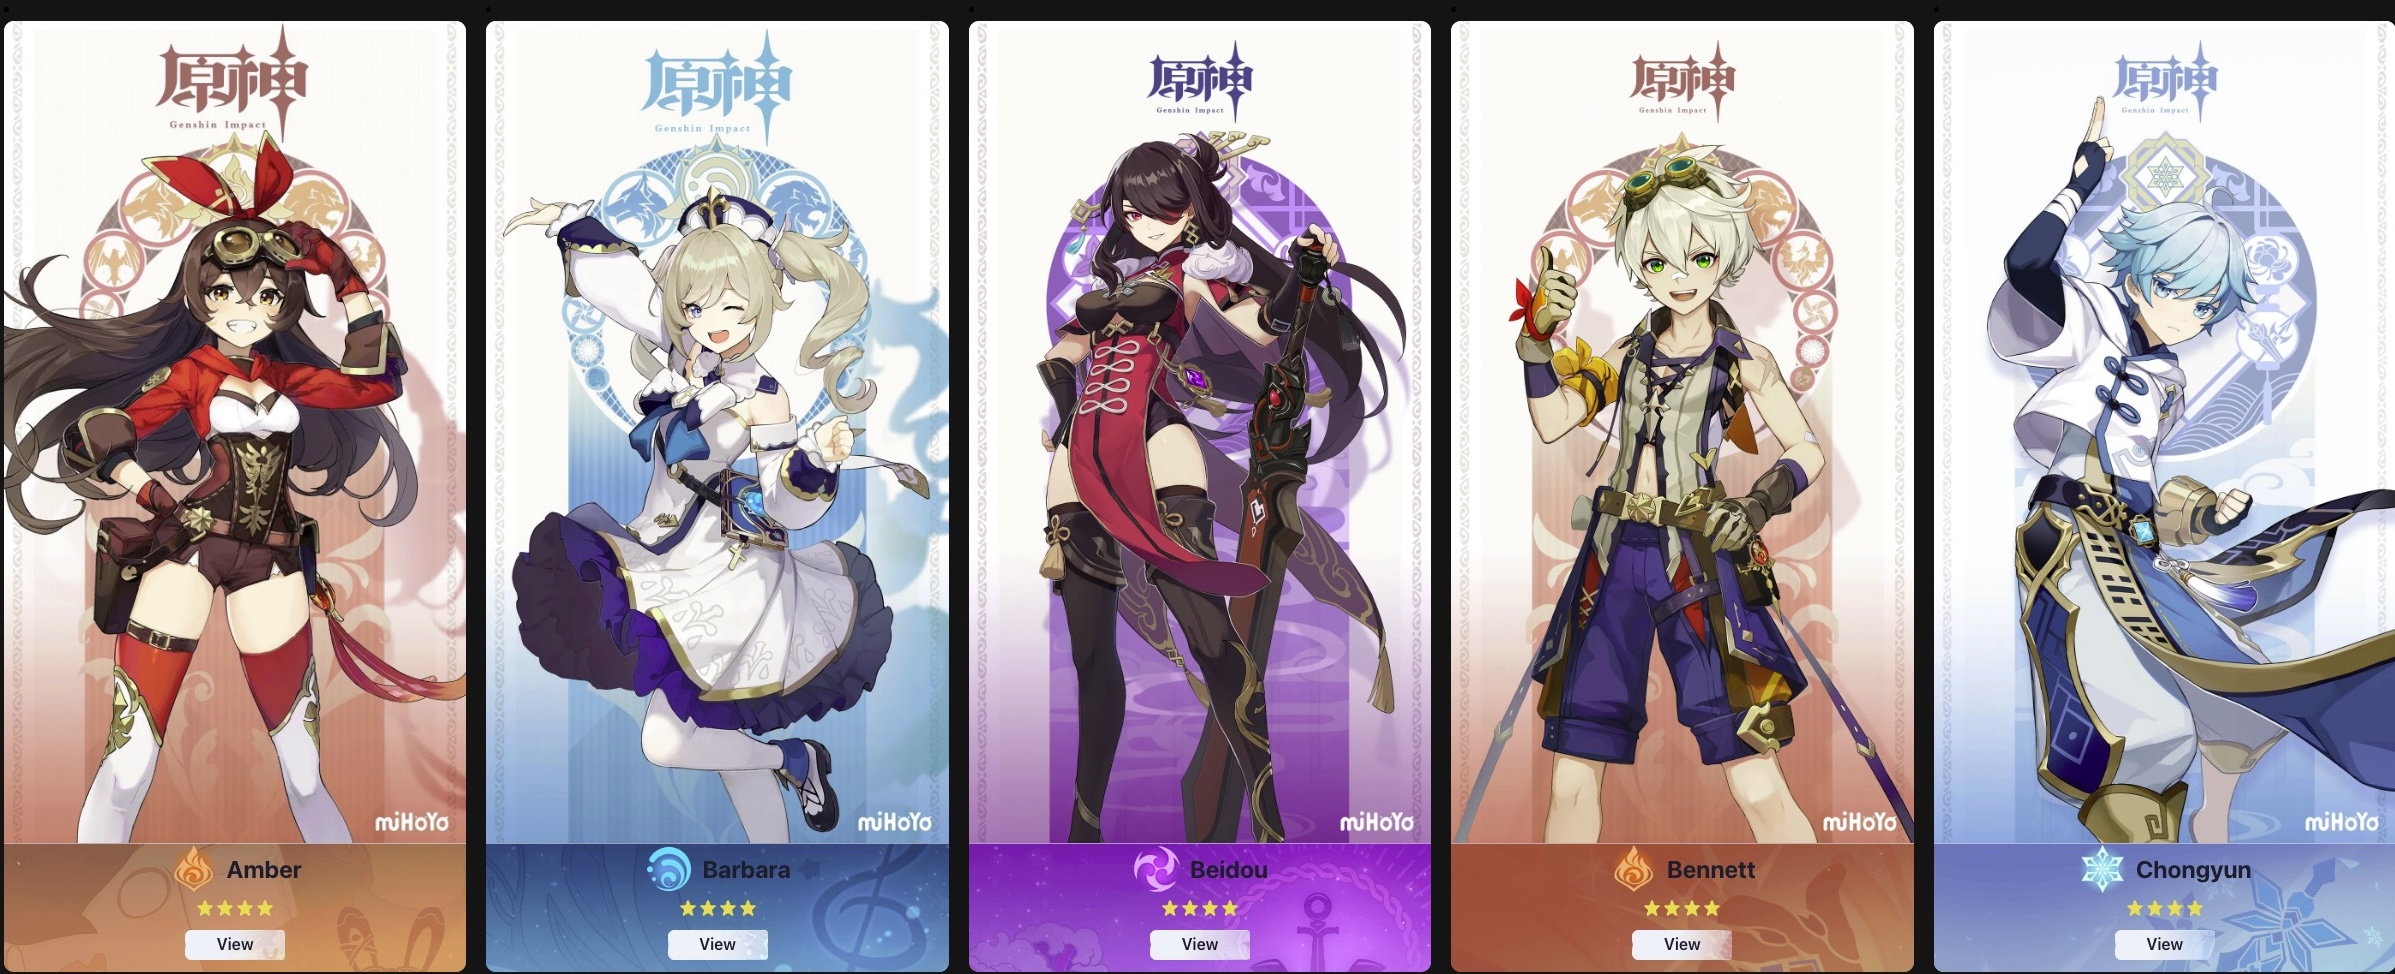 原神
Genshin Impact
miHoYo
Amber
View
原神
Genshin Impact
miHoYo
Barbara
View
原神
Genshin Impact
miHoYo
Beidou
View
原神
Genshin Impact
miHoYo
Bennett
View
原神
Genshin Impact
miHoYo
Chongyun
View